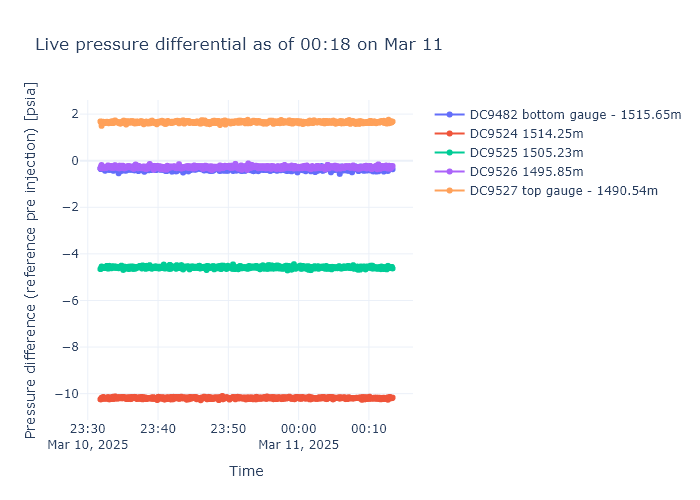 Live pressure differential as of 00:18 on Mar 11
Pressure difference (reference pre injection) [psia]
2
0
−2
−4
−6
−8
−10
23:30
Mar 10, 2025
23:40
23:50
00:00
Mar 11, 2025
00:10
Time
DC9482 bottom gauge - 1515.65m
DC9524 1514.25m
DC9525 1505.23m
DC9526 1495.85m
DC9527 top gauge - 1490.54m